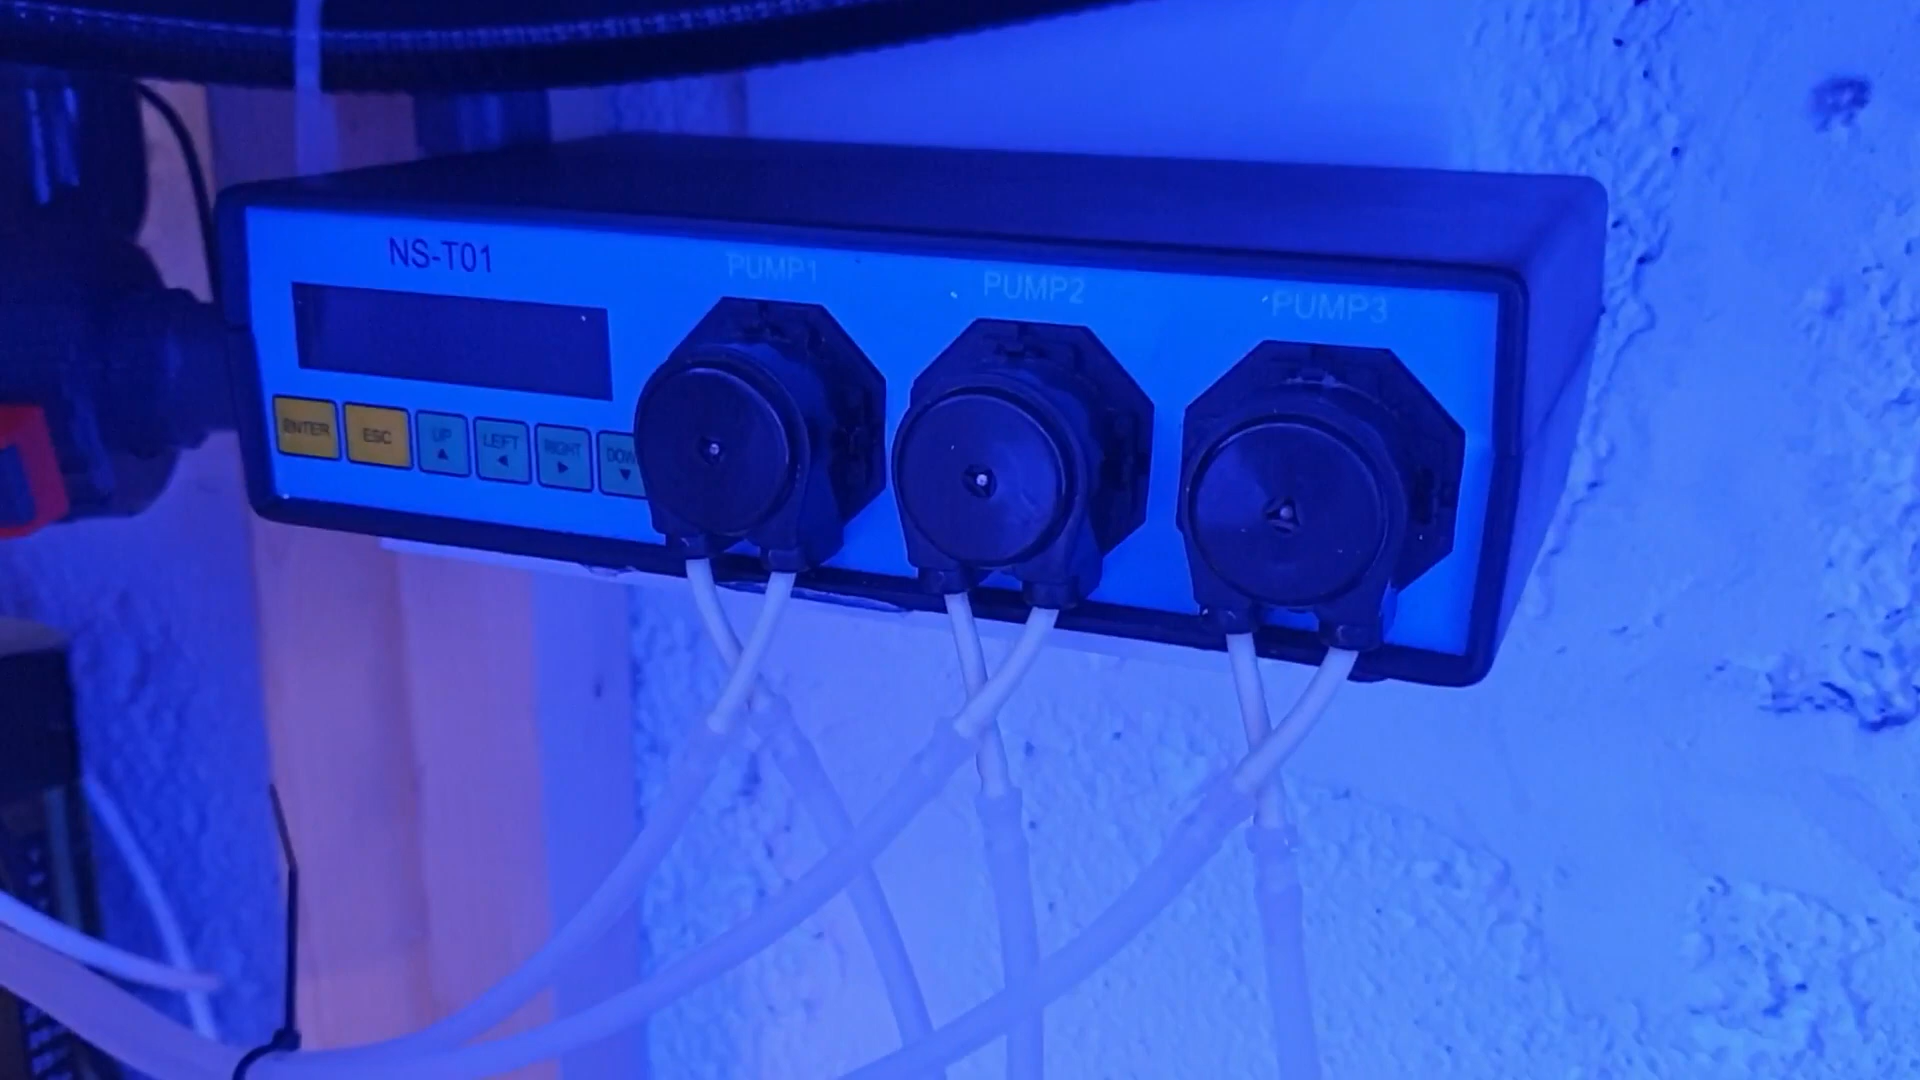 NS-T01
PUMP1
PUMP2
PUMP3
ENTER
ESC
UP
LEFT
RIGHT